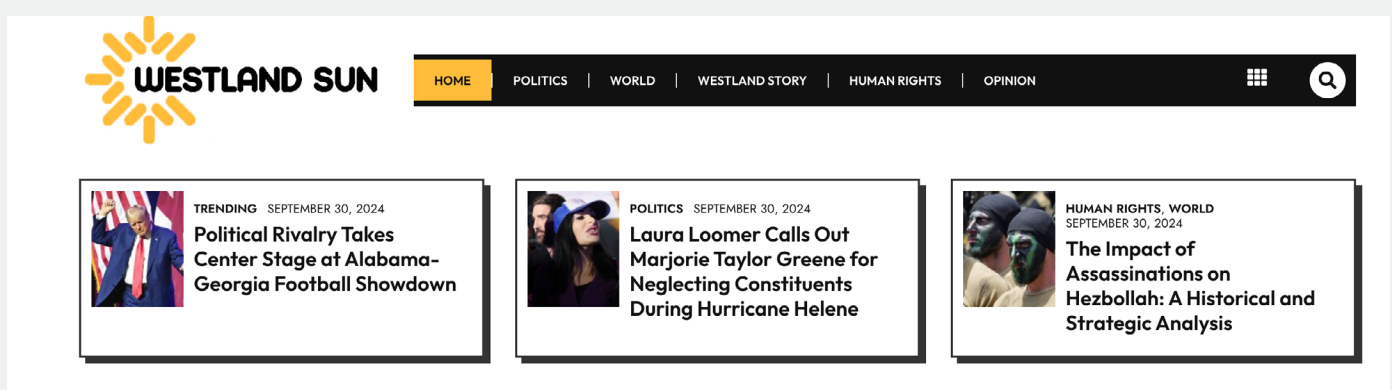 WESTLAND SUN
HOME
POLITICS
WORLD
WESTLAND STORY
HUMAN RIGHTS
OPINION
TRENDING SEPTEMBER 30, 2024
Political Rivalry Takes
Center Stage at Alabama-
Georgia Football Showdown
POLITICS SEPTEMBER 30, 2024
Laura Loomer Calls Out
Marjorie Taylor Greene for
Neglecting Constituents
During Hurricane Helene
HUMAN RIGHTS, WORLD
SEPTEMBER 30, 2024
The Impact of
Assassinations on
Hezbollah: A Historical and
Strategic Analysis